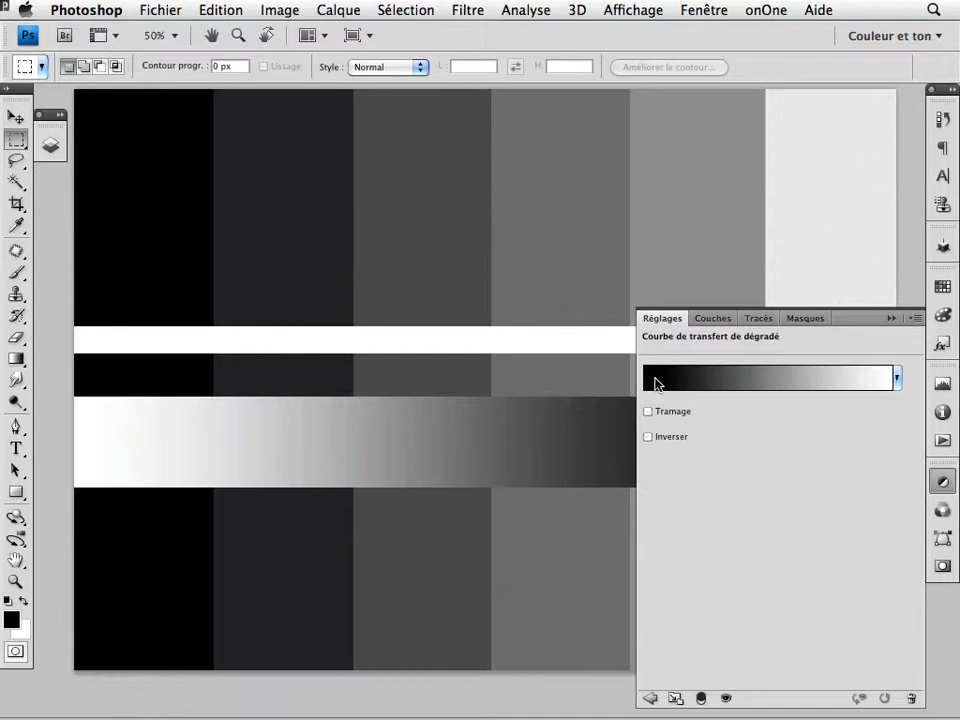 Photoshop Fichier Edition Image Calque Sélection Filtre Analyse 3D Affichage Fenêtre onOne Aide
Ps Br 50% Couleur et ton
Contour progr. : 0 px Lissage Style : Normal L : H: Améliorer le contour...
Réglages Couches Tracés Masques
Courbe de transfert de dégradé
Tramage
Inverser